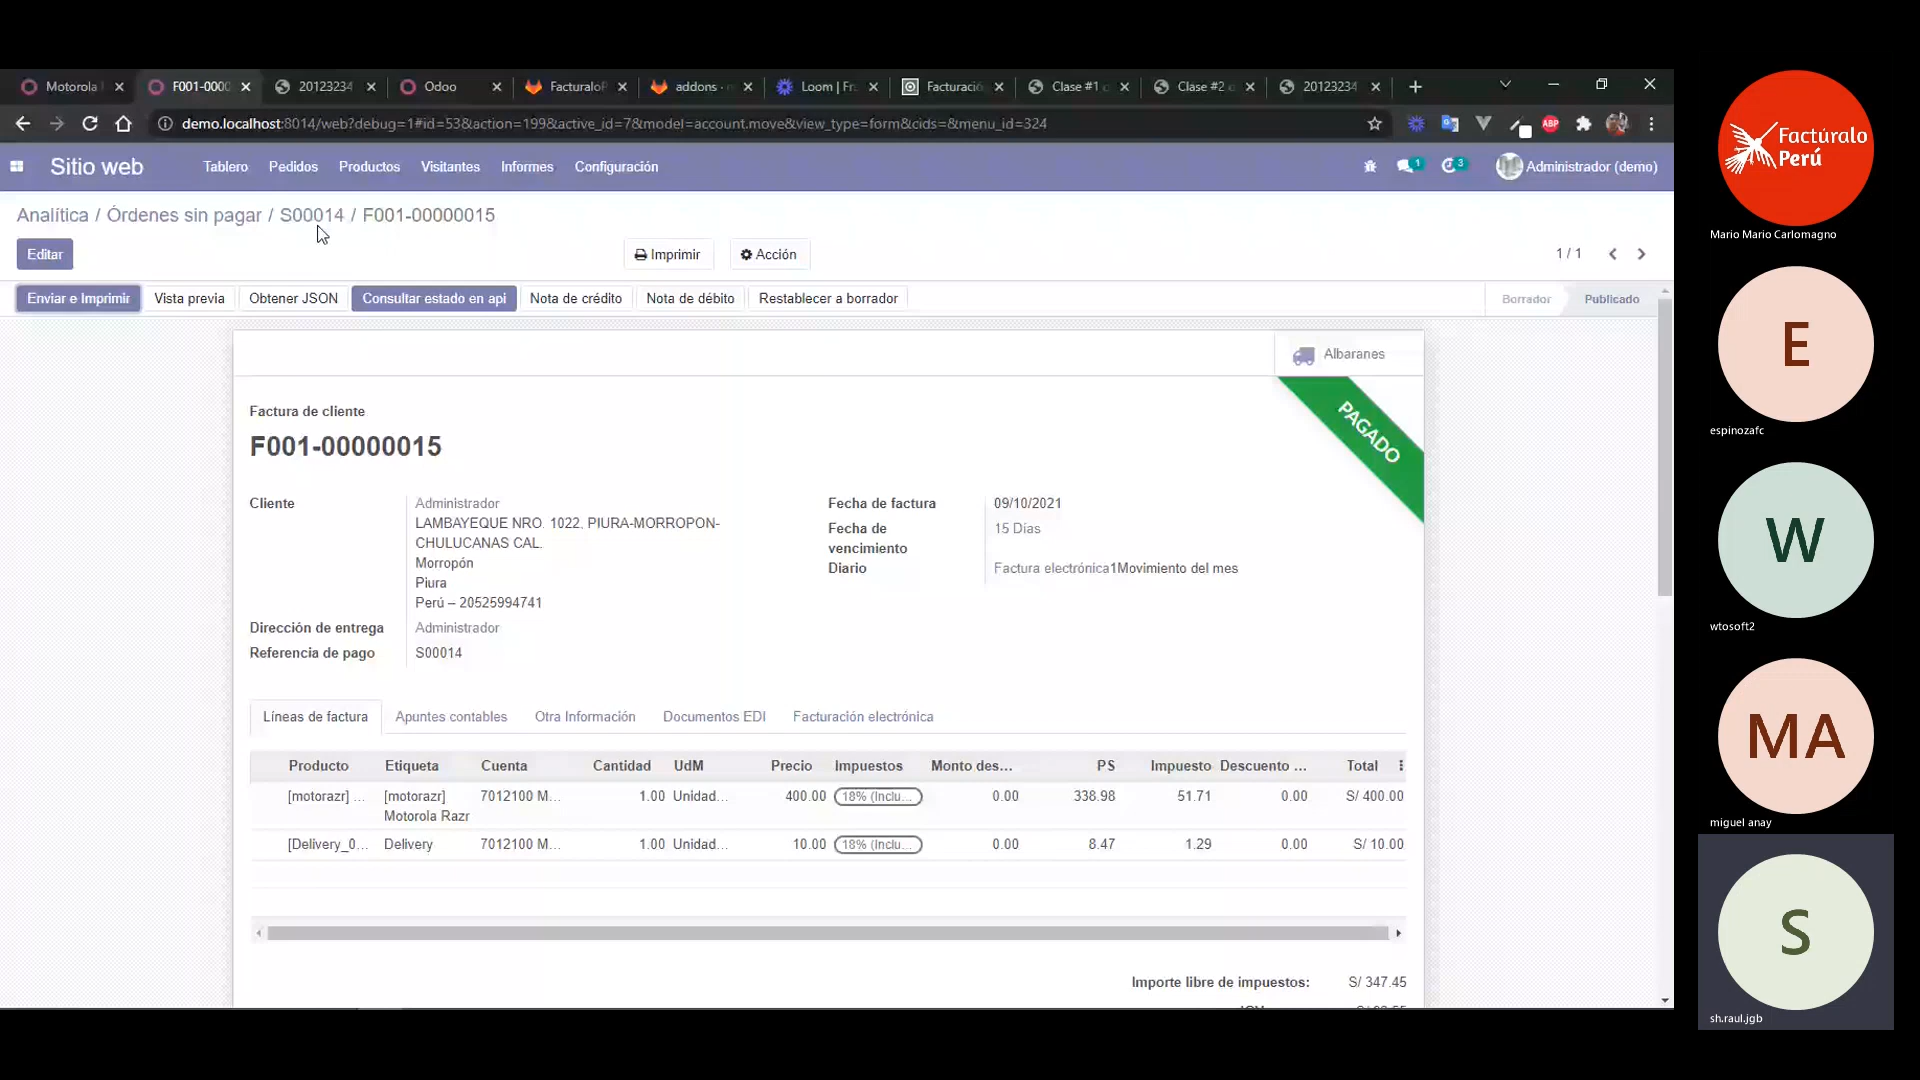 Motorola
F001-0000
20123234
Odoo
FacturaloP
addons -
Loom | Fr
Facturació
Clase #1
Clase #2
20123234
demo.localhost:8014/web?debug=1#id=53&action=199&active_id=7&model=account.move&view_type=form&cids=&menu_id=324
ABP
Sitio web
Tablero
Pedidos
Productos
Visitantes
Informes
Configuración
1
3
Administrador (demo)
Analítica / Órdenes sin pagar / S00014 / F001-00000015
Editar
Imprimir
Acción
1 / 1
Enviar e Imprimir
Vista previa
Obtener JSON
Consultar estado en api
Nota de crédito
Nota de débito
Restablecer a borrador
Borrador
Publicado
Albaranes
PAGADO
Factura de cliente
F001-00000015
Cliente
Administrador
LAMBAYEQUE NRO. 1022, PIURA-MORROPON-
CHULUCANAS CAL.
Morropón
Piura
Perú – 20525994741
Dirección de entrega
Administrador
Referencia de pago
S00014
Fecha de factura
09/10/2021
Fecha de
vencimiento
15 Días
Diario
Factura electrónica1Movimiento del mes
Líneas de factura
Apuntes contables
Otra Información
Documentos EDI
Facturación electrónica
Producto Etiqueta Cuenta Cantidad UdM Precio Impuestos Monto des... PS Impuesto Descuento ... Total
[motorazr] ... [motorazr] 7012100 M... 1.00 Unidad... 400.00 18% (Inclu... 0.00 338.98 51.71 0.00 S/ 400.00
Motorola Razr
[Delivery_0... Delivery 7012100 M... 1.00 Unidad... 10.00 18% (Inclu... 0.00 8.47 1.29 0.00 S/ 10.00
Importe libre de impuestos: S/ 347.45
Factúralo
Perú
Mario Mario Carlomagno
E
espinozafc
W
wtosoft2
MA
miguel anay
S
sh.raul.jgb